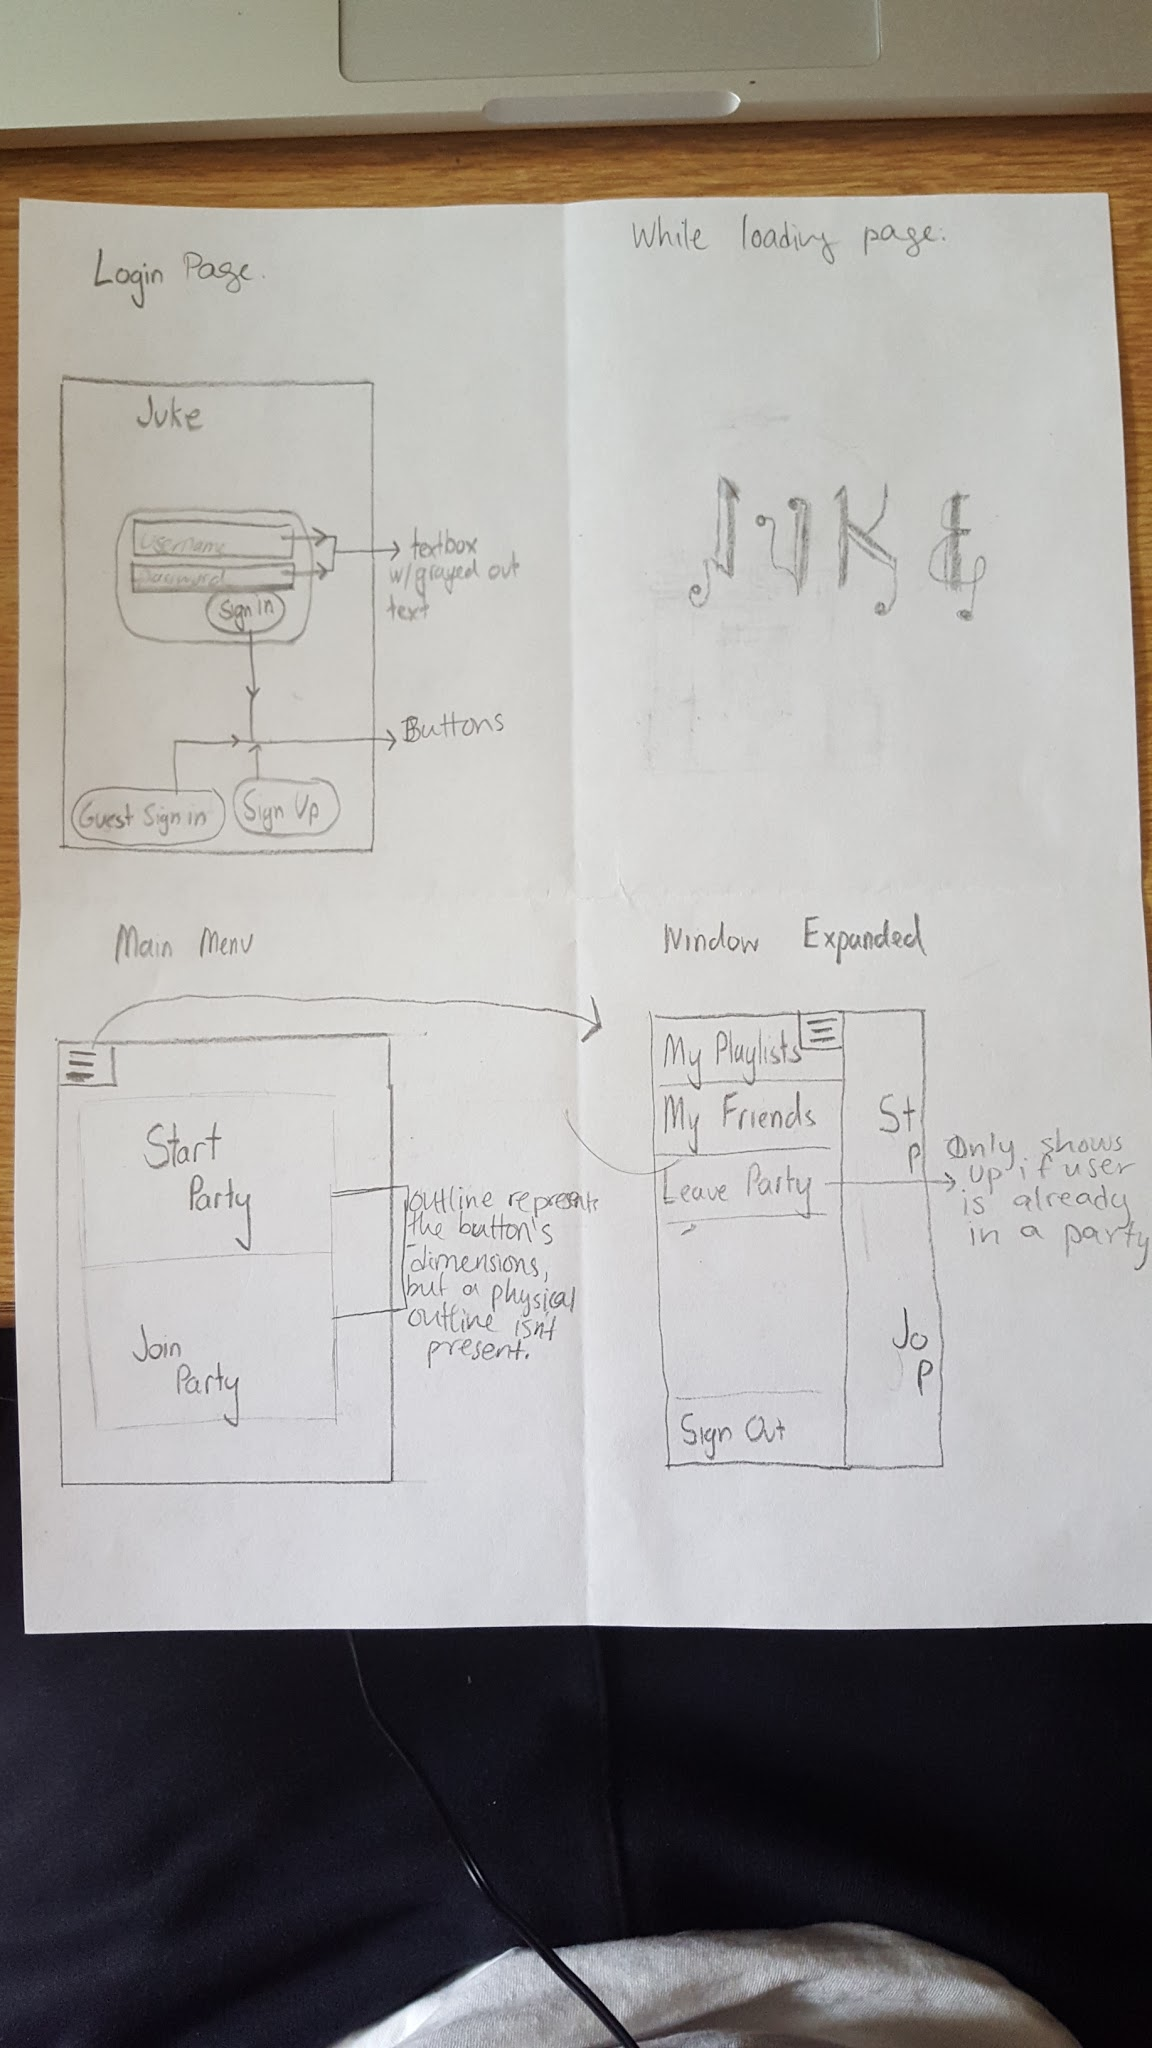 Login Page.
Juke
Username
Password
Sign in
textbox
w/grayed out
text
Buttons
Guest Sign in
Sign Up
While loading page:
JUKE
Main Menu
Start
Party
Join
Party
outline represents
the button's
dimensions,
but a physical
outline isn't
present.
Window Expanded
My Playlists
My Friends
Leave Party
Sign Out
St
P
Jo
P
Only shows
up if user
is already
in a party